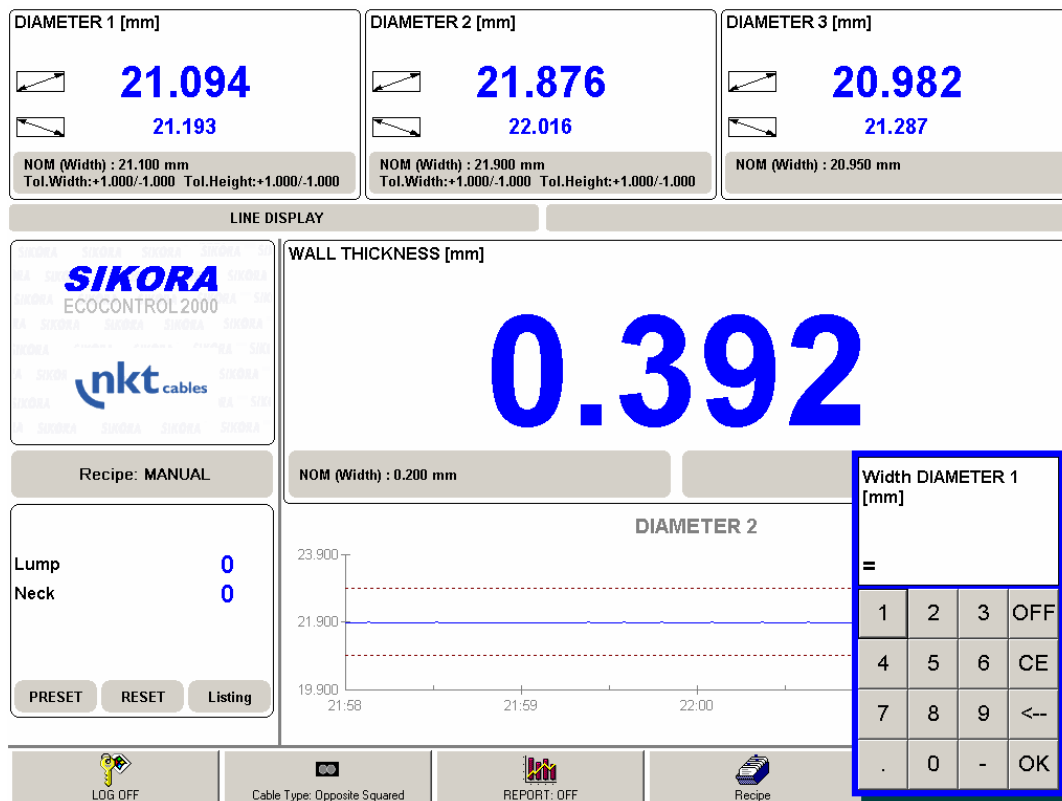 DIAMETER 1 [mm]
21.094
21.193
NOM (Width) : 21.100 mm
Tol.Width:+1.000/-1.000 Tol.Height:+1.000/-1.000
DIAMETER 2 [mm]
21.876
22.016
NOM (Width) : 21.900 mm
Tol.Width:+1.000/-1.000 Tol.Height:+1.000/-1.000
DIAMETER 3 [mm]
20.982
21.287
NOM (Width) : 20.950 mm
LINE DISPLAY
SIKORA
ECOCONTROL 2000
nkt cables
Recipe: MANUAL
Lump 0
Neck 0
PRESET RESET Listing
WALL THICKNESS [mm]
0.392
NOM (Width) : 0.200 mm
DIAMETER 2
23.900
21.900
19.900
21:58 21:59 22:00
Width DIAMETER 1
[mm]
=
1 2 3 OFF
4 5 6 CE
7 8 9 <--
. 0 - OK
LOG OFF
Cable Type: Opposite Squared
REPORT: OFF
Recipe